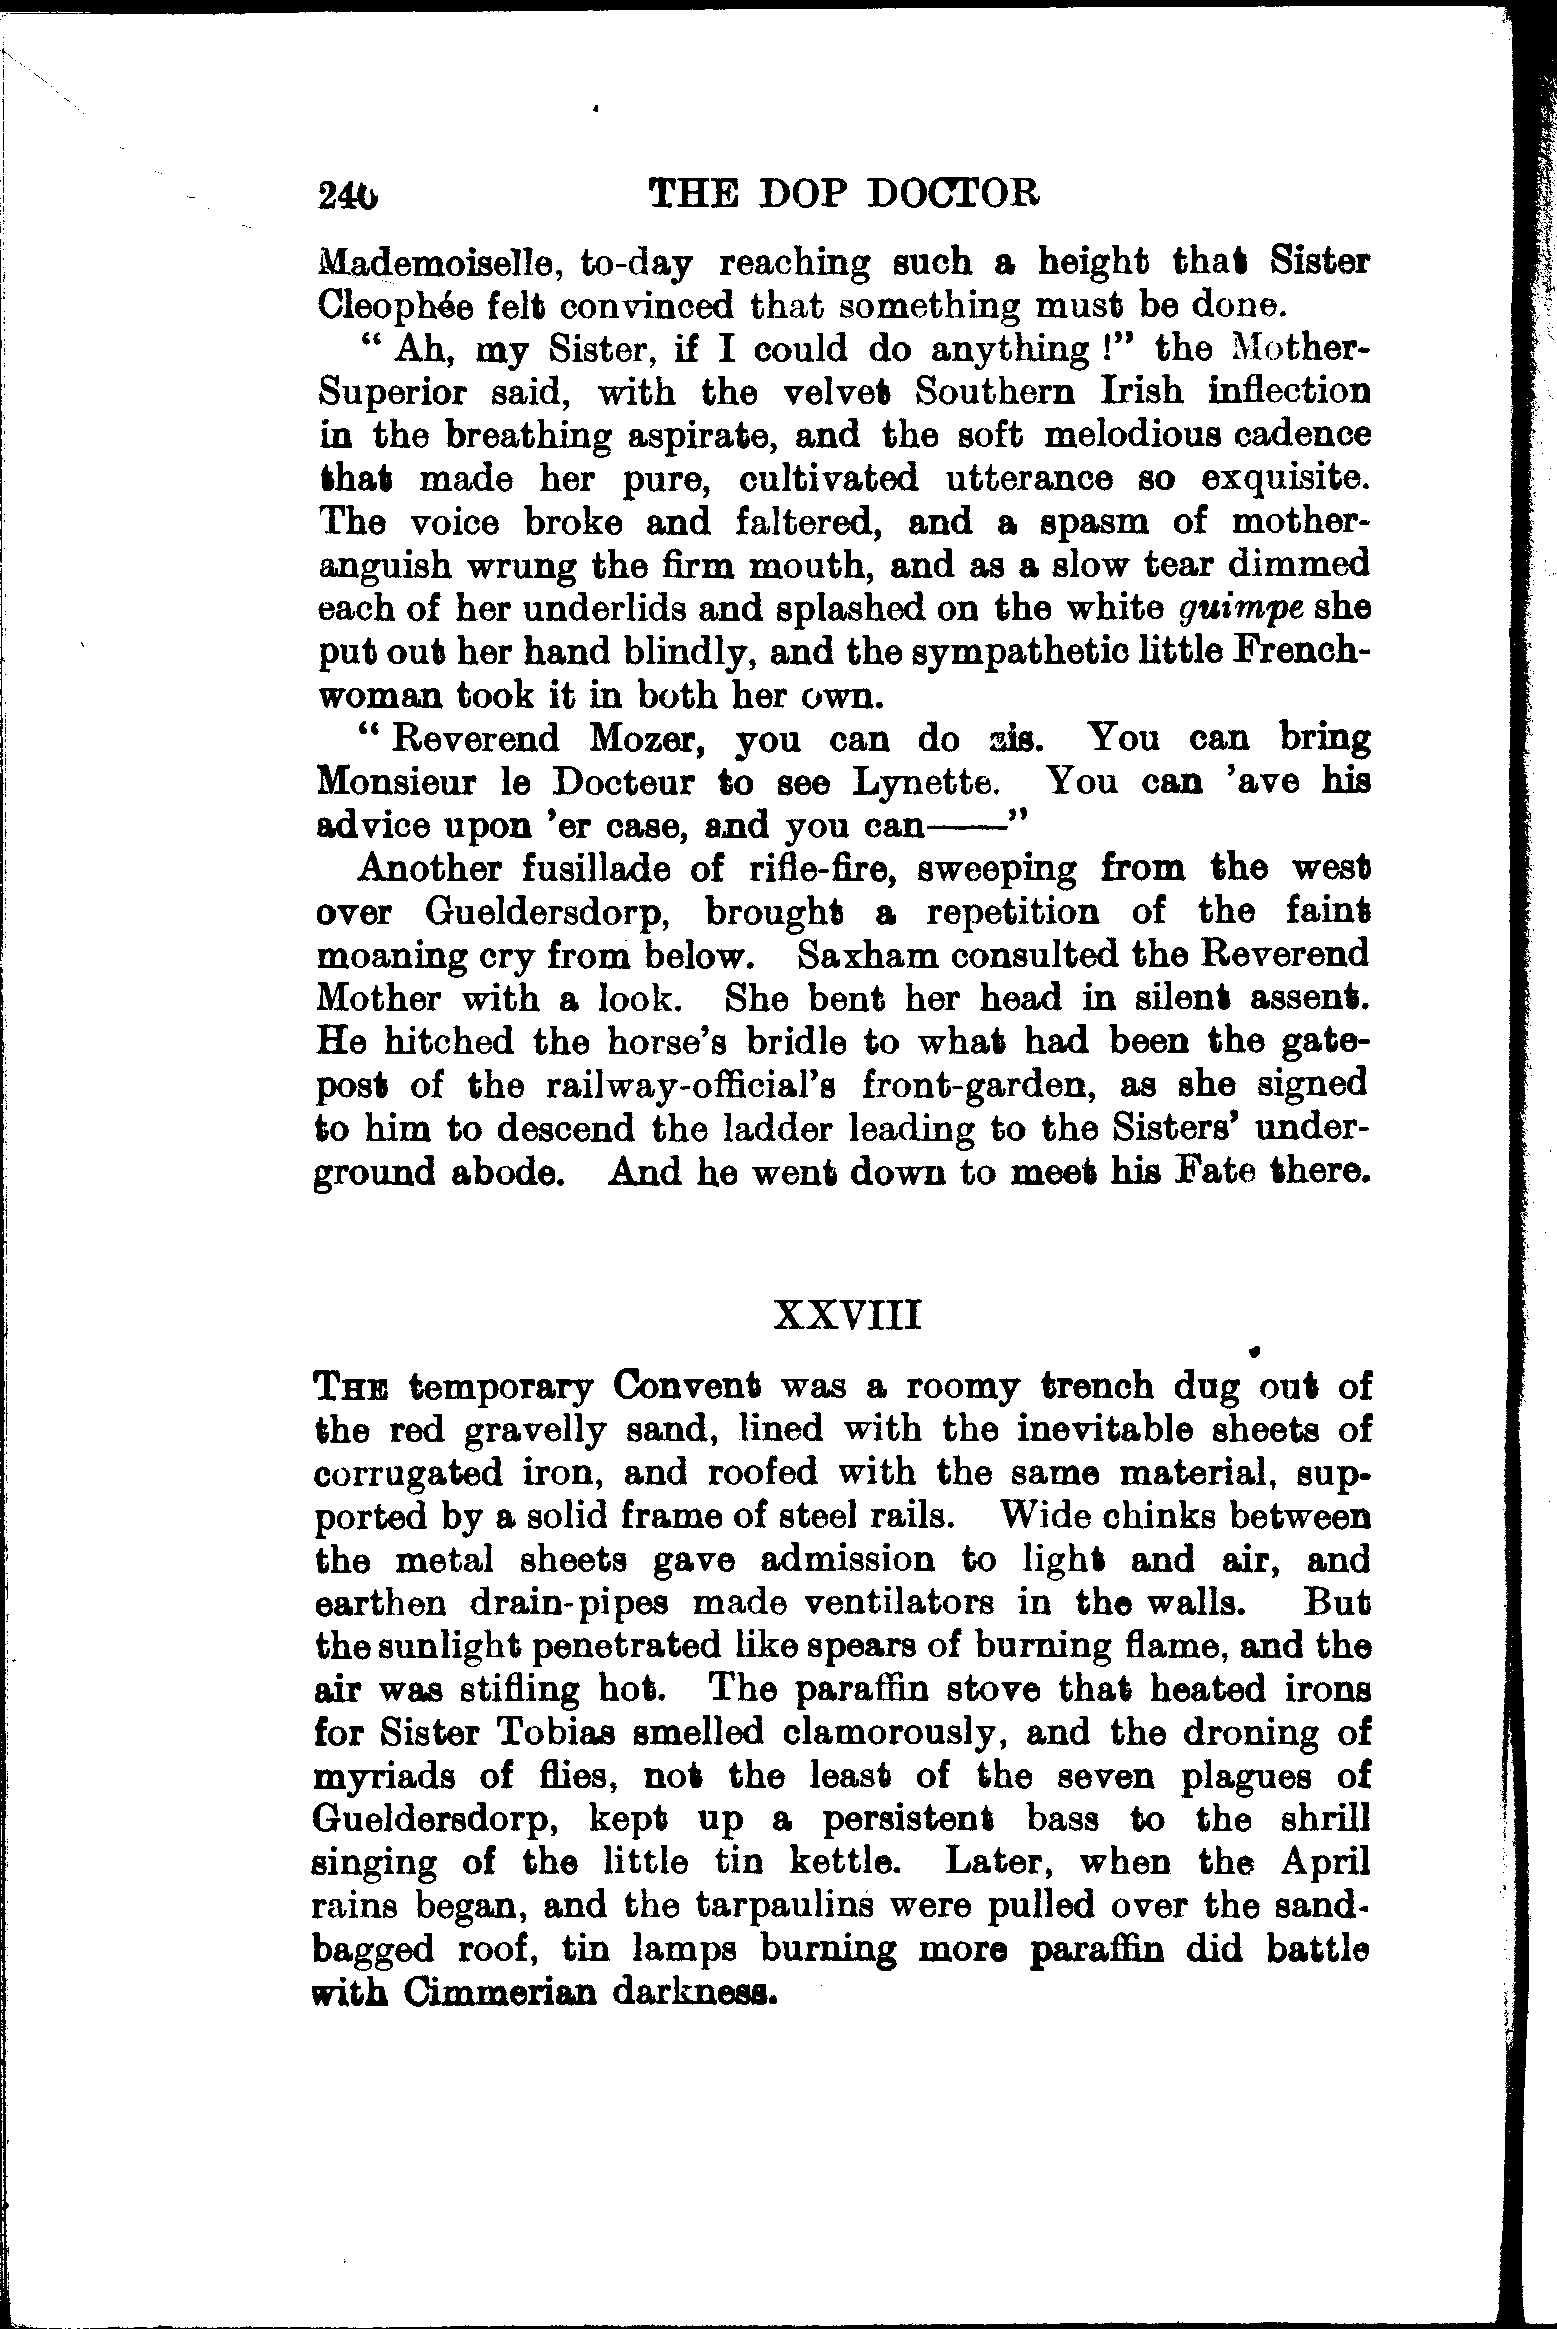 240 THE DOP DOCTOR
Mademoiselle, to-day reaching such a height that Sister
Cleophée felt convinced that something must be done.
“ Ah, my Sister, if I could do anything !” the Mother-
Superior said, with the velvet Southern Irish inflection
in the breathing aspirate, and the soft melodious cadence
that made her pure, cultivated utterance so exquisite.
The voice broke and faltered, and a spasm of mother-
anguish wrung the firm mouth, and as a slow tear dimmed
each of her underlids and splashed on the white guimpe she
put out her hand blindly, and the sympathetic little French-
woman took it in both her own.
“ Reverend Mozer, you can do zis. You can bring
Monsieur le Docteur to see Lynette. You can ’ave his
advice upon ’er case, and you can——”
Another fusillade of rifle-fire, sweeping from the west
over Gueldersdorp, brought a repetition of the faint
moaning cry from below. Saxham consulted the Reverend
Mother with a look. She bent her head in silent assent.
He hitched the horse’s bridle to what had been the gate-
post of the railway-official’s front-garden, as she signed
to him to descend the ladder leading to the Sisters’ under-
ground abode. And he went down to meet his Fate there.
XXVIII
THE temporary Convent was a roomy trench dug out of
the red gravelly sand, lined with the inevitable sheets of
corrugated iron, and roofed with the same material, sup-
ported by a solid frame of steel rails. Wide chinks between
the metal sheets gave admission to light and air, and
earthen drain-pipes made ventilators in the walls. But
the sunlight penetrated like spears of burning flame, and the
air was stifling hot. The paraffin stove that heated irons
for Sister Tobias smelled clamorously, and the droning of
myriads of flies, not the least of the seven plagues of
Gueldersdorp, kept up a persistent bass to the shrill
singing of the little tin kettle. Later, when the April
rains began, and the tarpaulins were pulled over the sand-
bagged roof, tin lamps burning more paraffin did battle
with Cimmerian darkness.